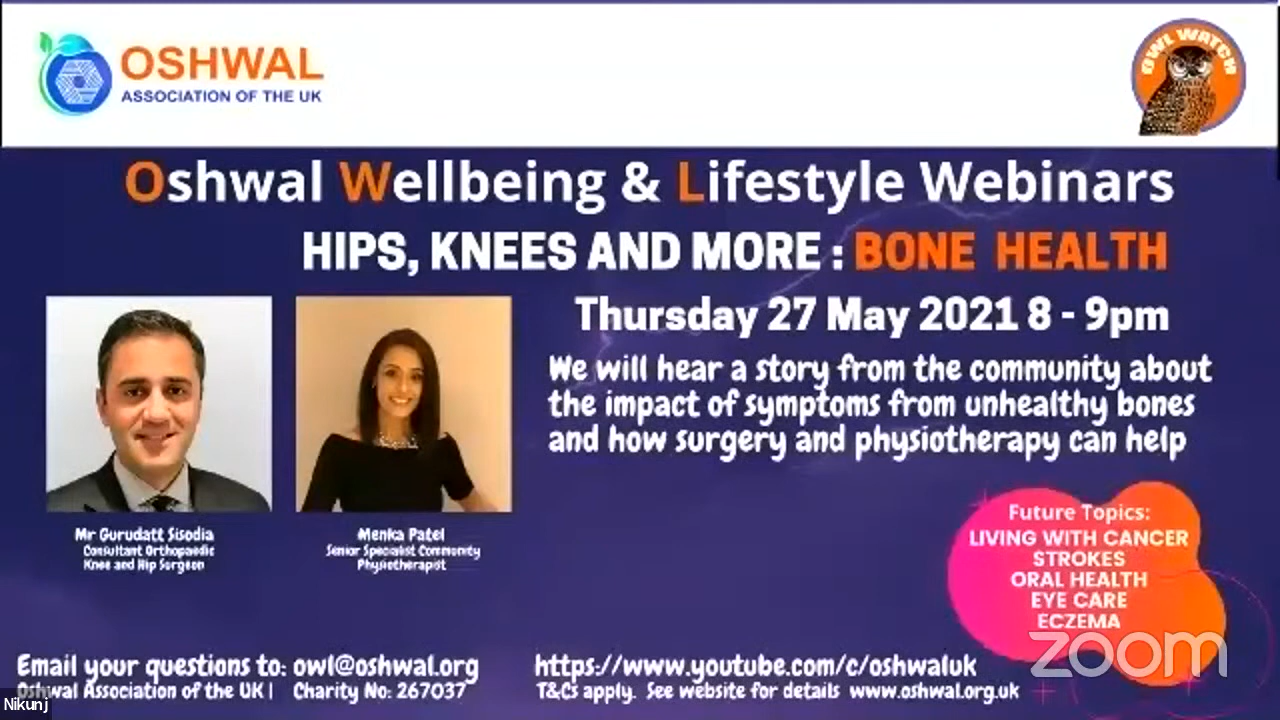 OSHWAL
ASSOCIATION OF THE UK
OWL WATCH
Oshwal Wellbeing & Lifestyle Webinars
HIPS, KNEES AND MORE : BONE HEALTH
Thursday 27 May 2021 8 - 9pm
We will hear a story from the community about
the impact of symptoms from unhealthy bones
and how surgery and physiotherapy can help
Mr Gurudatt Sisodia
Consultant Orthopaedic
Knee and Hip Surgeon
Menka Patel
Senior Specialist Community
Physiotherapist
Future Topics:
LIVING WITH CANCER
STROKES
ORAL HEALTH
EYE CARE
ECZEMA
zoom
Email your questions to: owl@oshwal.org
https://www.youtube.com/c/oshwaluk
Oshwal Association of the UK | Charity No: 267037
T&Cs apply. See website for details www.oshwal.org.uk
Nikunj